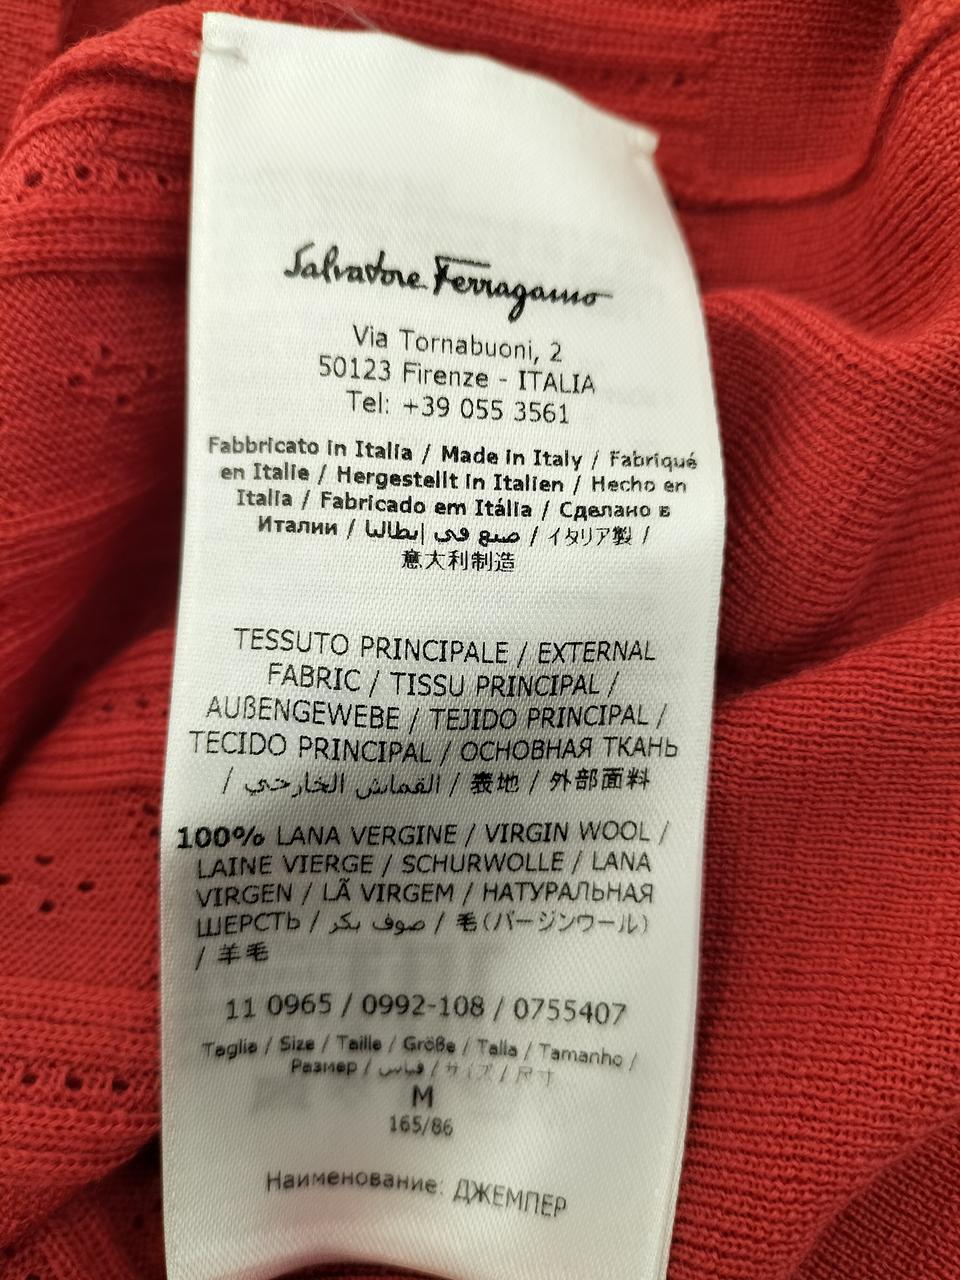 Salvatore Ferragamo
Via Tornabuoni, 2
50123 Firenze - ITALIA
Tel: +39 055 3561
Fabbricato in Italia / Made in Italy / Fabriqué
en Italie / Hergestellt in Italien / Hecho en
Italia / Fabricado em Itália / Сделано в
Италии / صنع في إيطاليا / イタリア製 /
意大利制造
TESSUTO PRINCIPALE / EXTERNAL
FABRIC / TISSU PRINCIPAL /
AUßENGEWEBE / TEJIDO PRINCIPAL /
TECIDO PRINCIPAL / ОСНОВНАЯ ТКАНЬ
/ القماش الخارجي / 表地 / 外部面料
100% LANA VERGINE / VIRGIN WOOL /
LAINE VIERGE / SCHURWOLLE / LANA
VIRGEN / LÃ VIRGEM / НАТУРАЛЬНАЯ
ШЕРСТЬ / صوف بكر / 毛(バージンウール)
/ 羊毛
11 0965 / 0992-108 / 0755407
Taglia / Size / Taille / Größe / Talla / Tamanho /
Размер / قياس / サイズ / 尺寸
M
165/86
Наименование: ДЖЕМПЕР